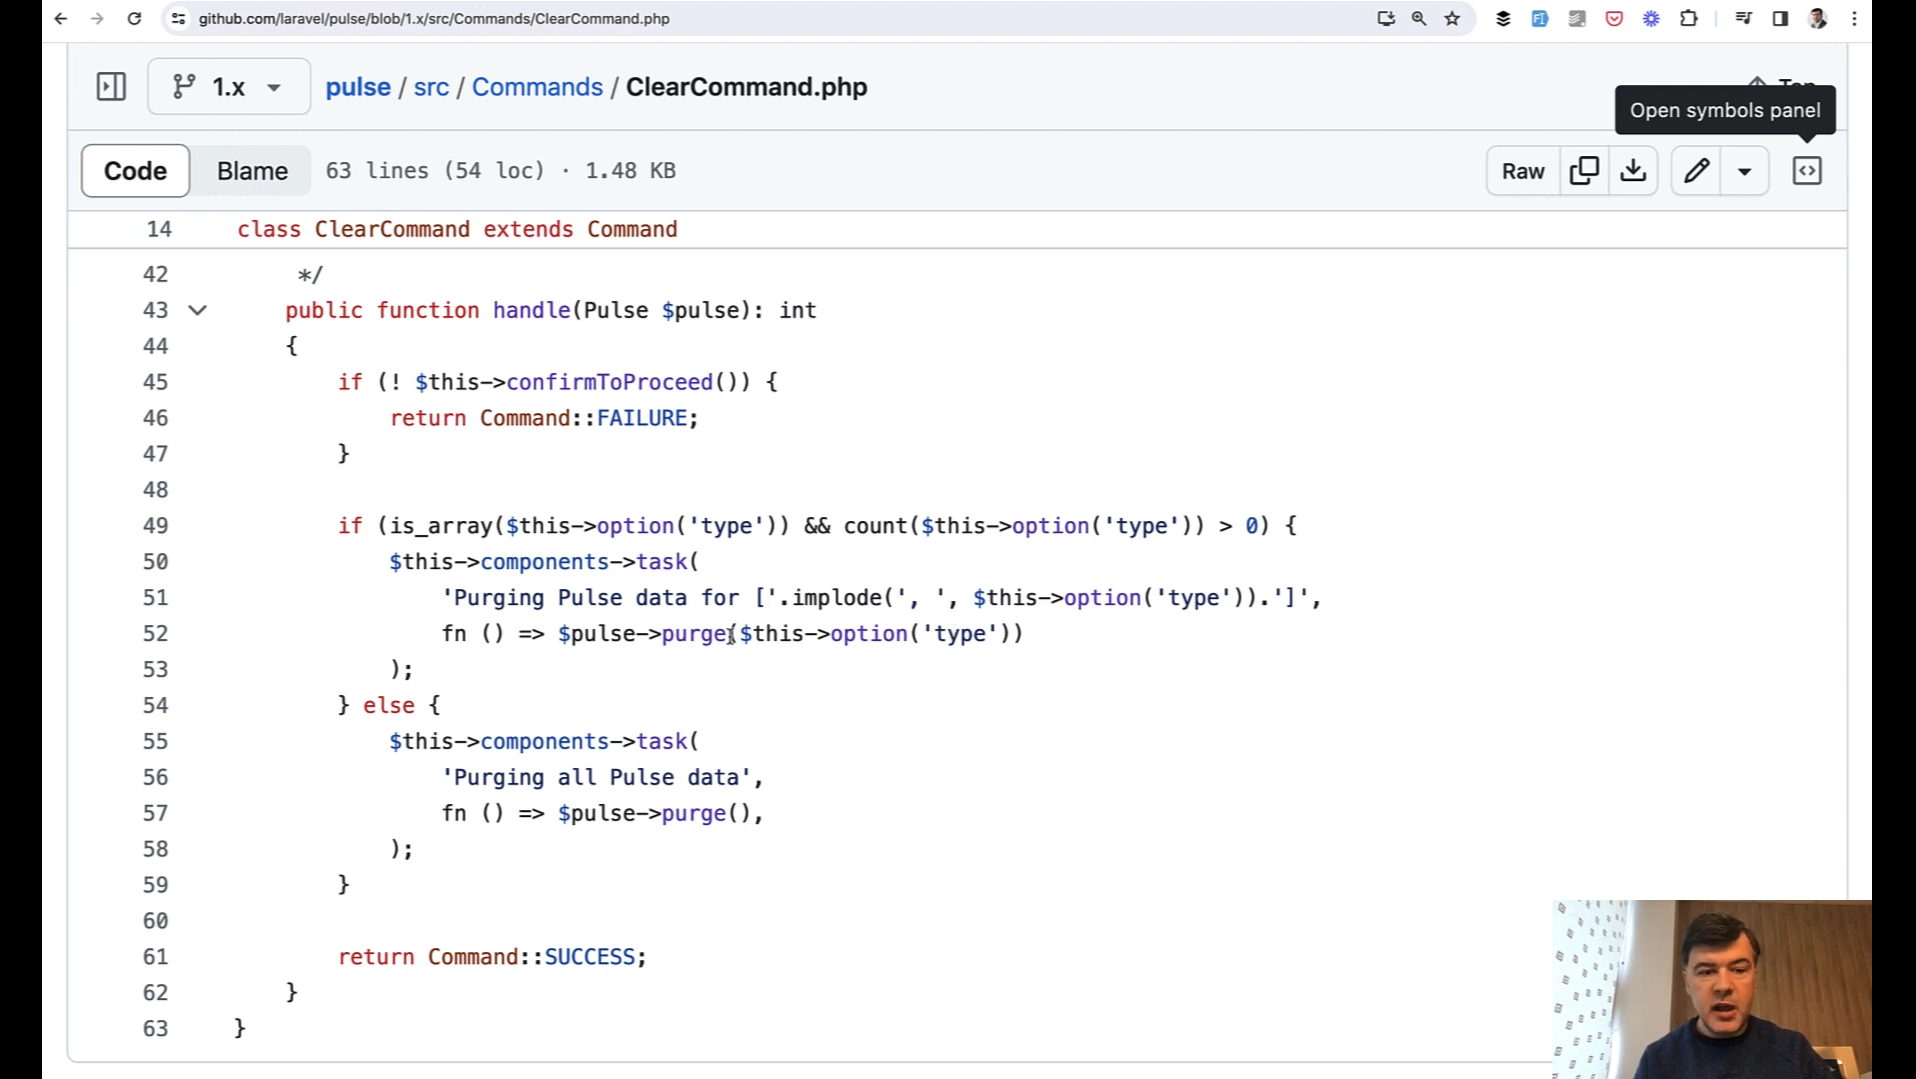 github.com/laravel/pulse/blob/1.x/src/Commands/ClearCommand.php
1.x
pulse / src / Commands / ClearCommand.php
Open symbols panel
Code
Blame
63 lines (54 loc) · 1.48 KB
Raw
14 class ClearCommand extends Command
42 */
43 public function handle(Pulse $pulse): int
44 {
45 if (! $this->confirmToProceed()) {
46 return Command::FAILURE;
47 }
48
49 if (is_array($this->option('type')) && count($this->option('type')) > 0) {
50 $this->components->task(
51 'Purging Pulse data for ['.implode(', ', $this->option('type')).']',
52 fn () => $pulse->purge($this->option('type'))
53 );
54 } else {
55 $this->components->task(
56 'Purging all Pulse data',
57 fn () => $pulse->purge(),
58 );
59 }
60
61 return Command::SUCCESS;
62 }
63 }